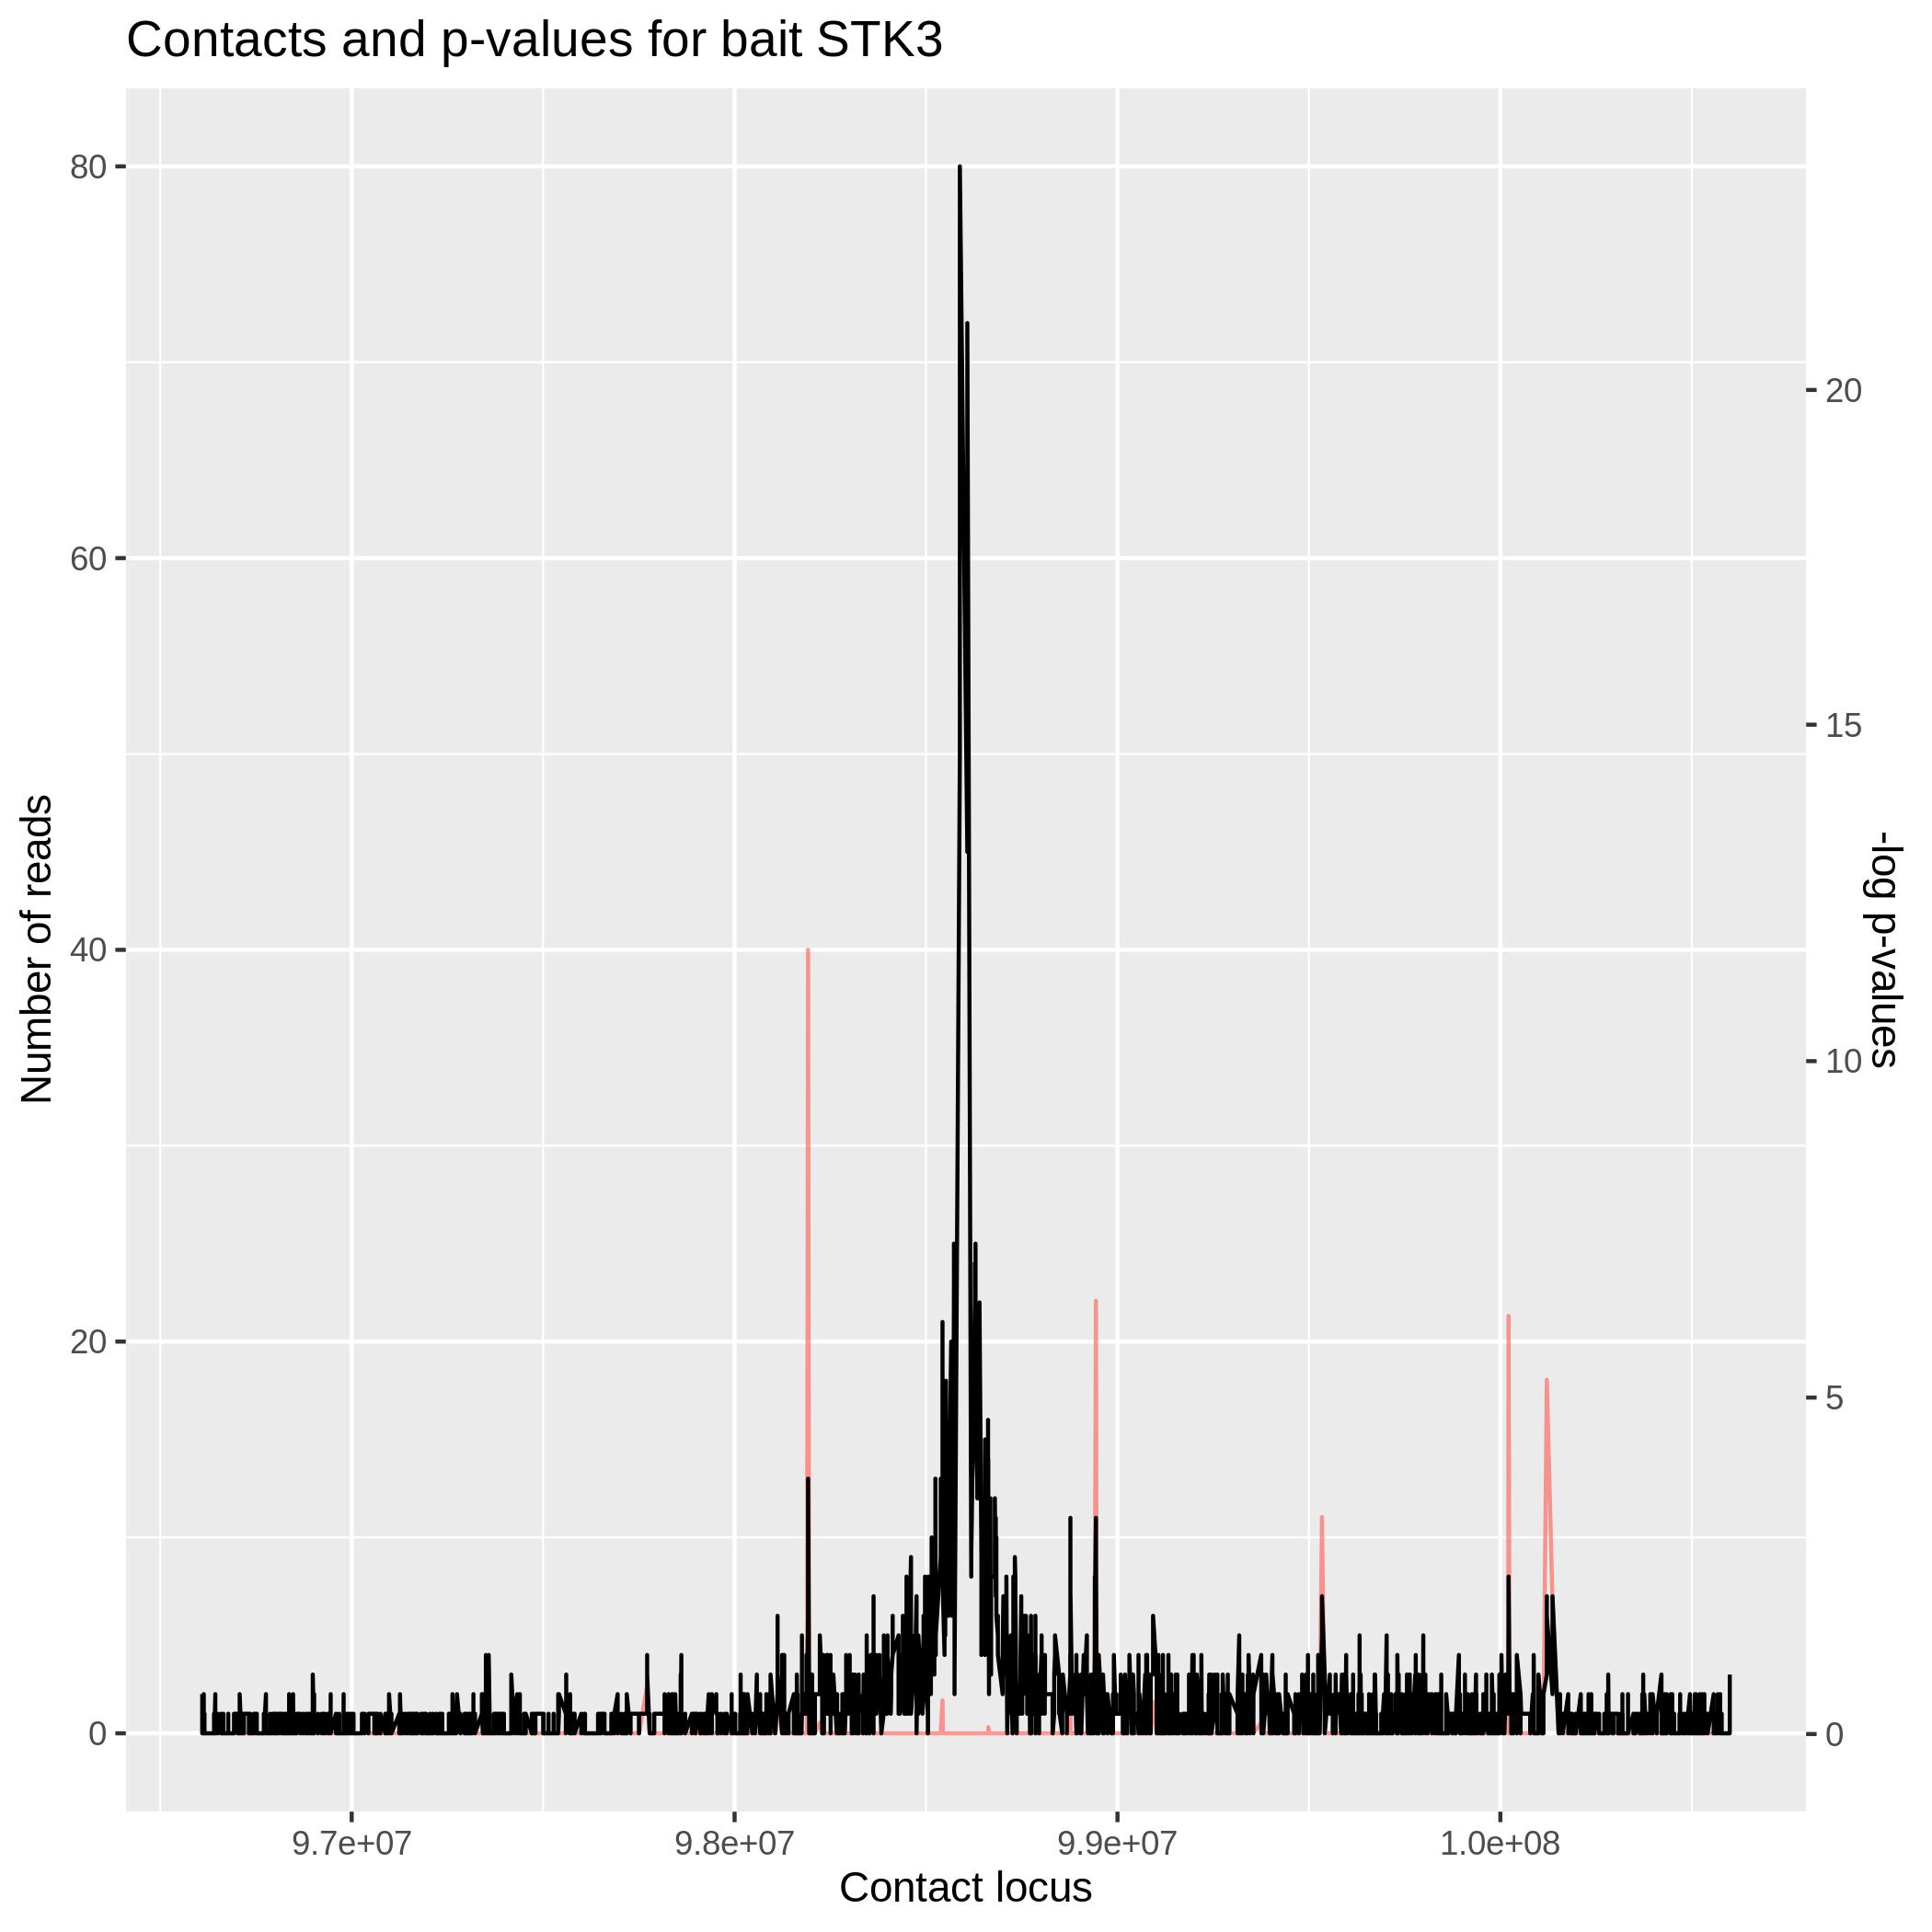 Contacts and p-values for bait STK3
80
60
40
20
0
Number of reads
20
15
10
5
0
-log p-values
9.7e+07
9.8e+07
9.9e+07
1.0e+08
Contact locus